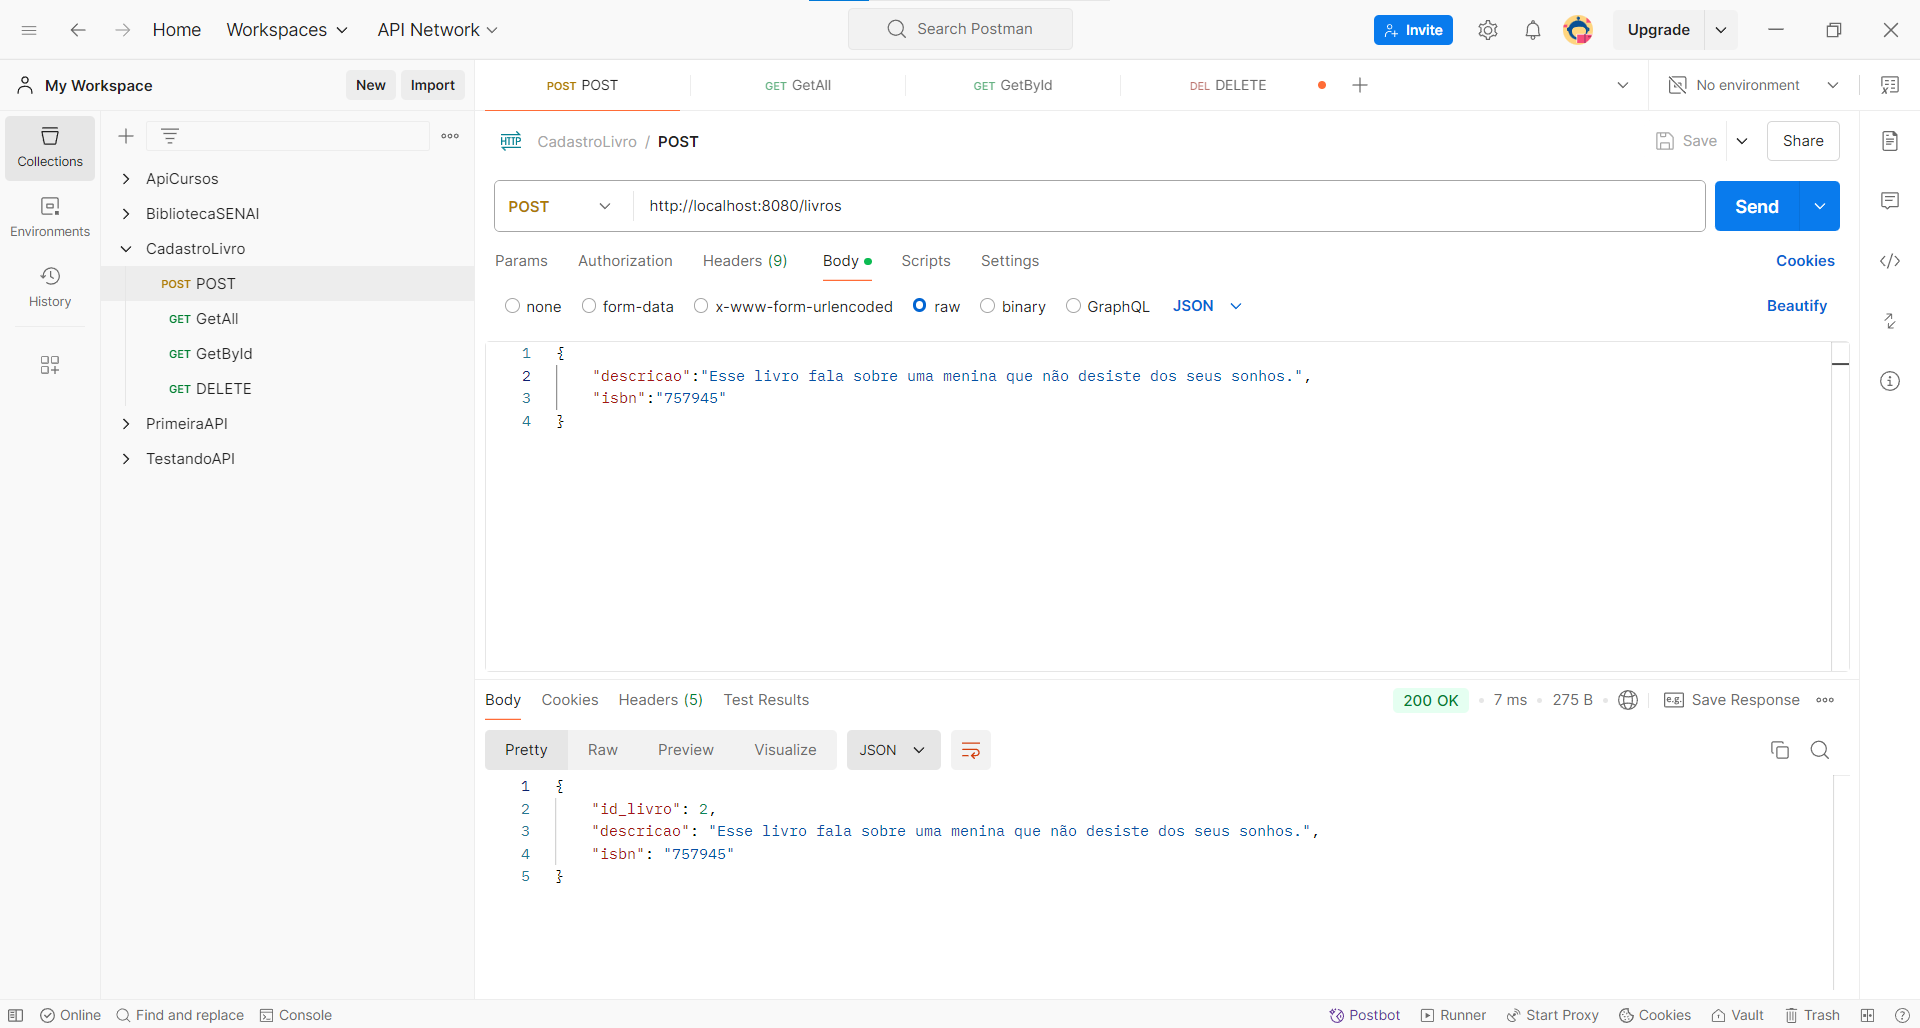 Home Workspaces API Network Search Postman Invite Upgrade
My Workspace New Import
POST POST GET GetAll GET GetById DEL DELETE No environment
Collections
Environments
History
ApiCursos
BibliotecaSENAI
CadastroLivro
POST POST
GET GetAll
GET GetById
GET DELETE
PrimeiraAPI
TestandoAPI
HTTP CadastroLivro / POST Save Share
POST http://localhost:8080/livros Send
Params Authorization Headers (9) Body Scripts Settings Cookies
none form-data x-www-form-urlencoded raw binary GraphQL JSON Beautify
1 {
2 "descricao":"Esse livro fala sobre uma menina que não desiste dos seus sonhos.",
3 "isbn":"757945"
4 }
Body Cookies Headers (5) Test Results 200 OK 7 ms 275 B e.g. Save Response
Pretty Raw Preview Visualize JSON
1 {
2 "id_livro": 2,
3 "descricao": "Esse livro fala sobre uma menina que não desiste dos seus sonhos.",
4 "isbn": "757945"
5 }
Online Find and replace Console Postbot Runner Start Proxy Cookies Vault Trash